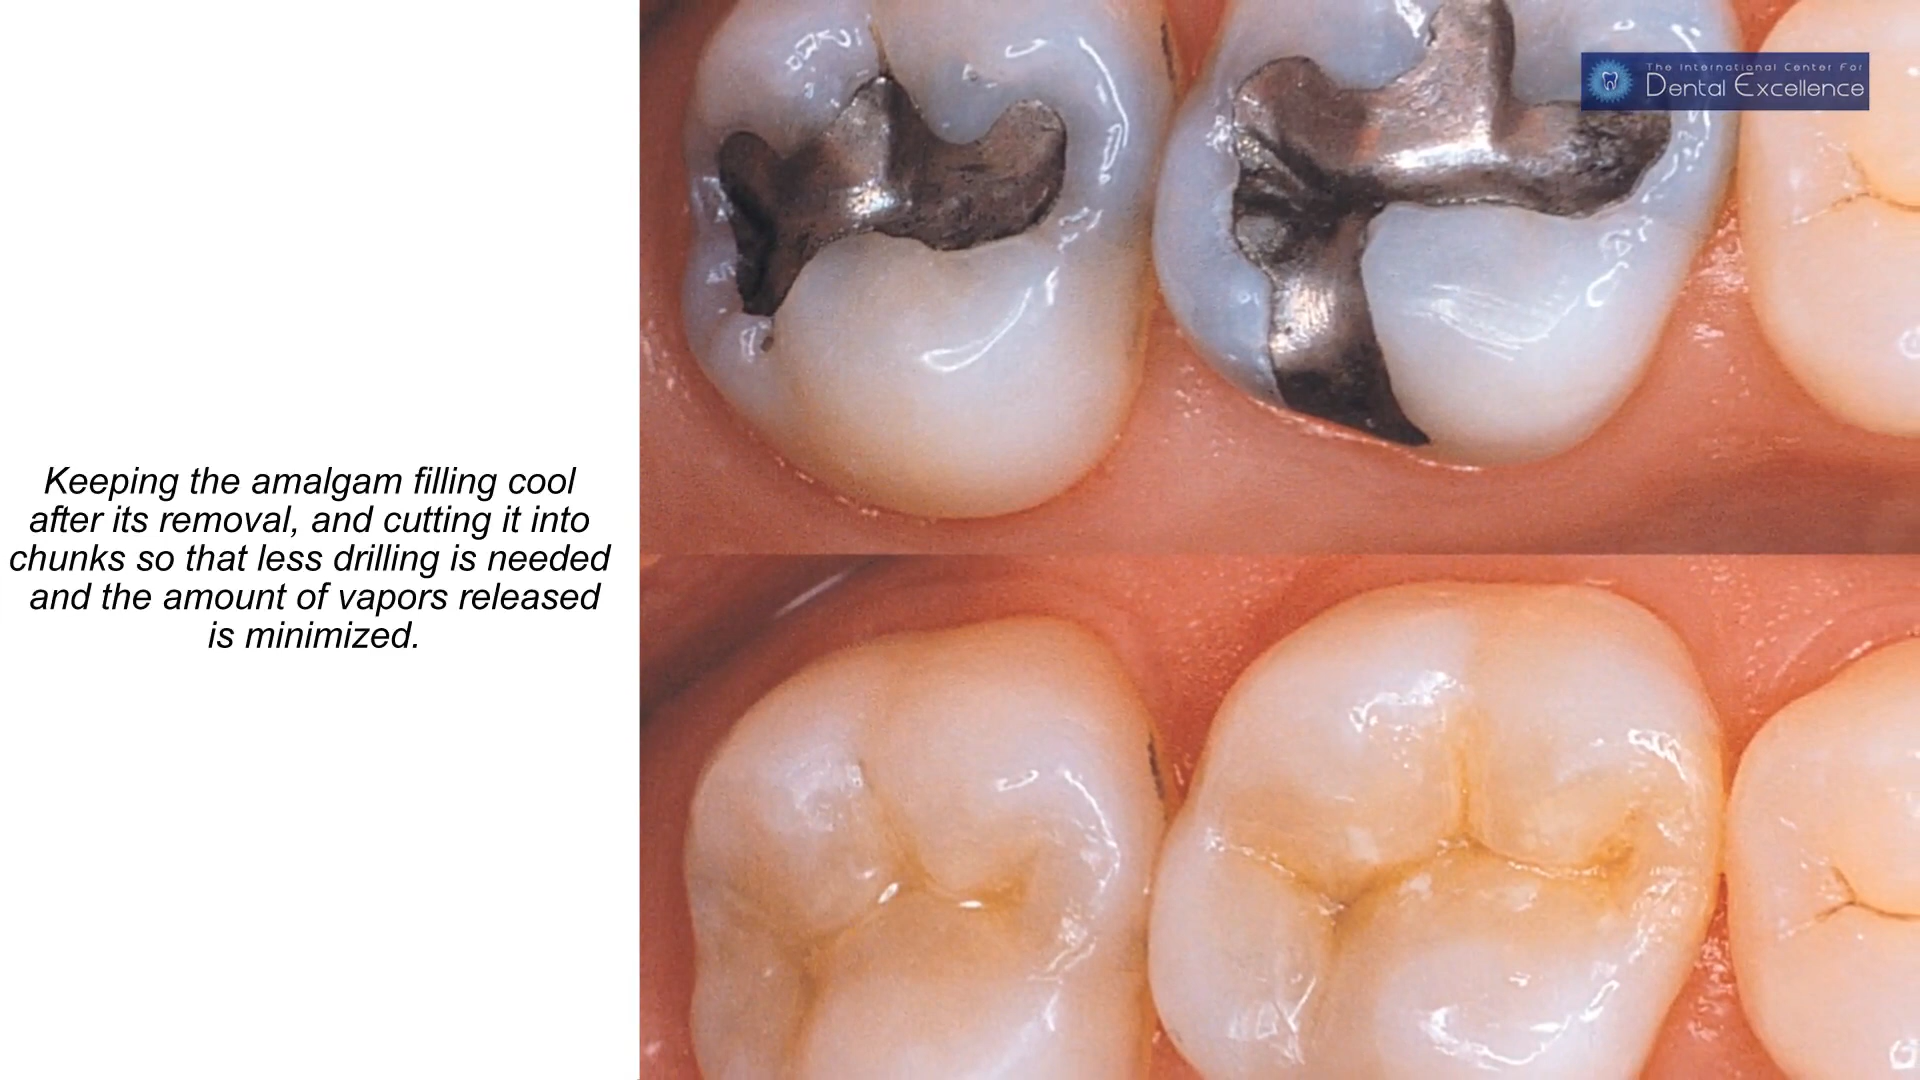 Keeping the amalgam filling cool
after its removal, and cutting it into
chunks so that less drilling is needed
and the amount of vapors released
is minimized.
The International Center For
Dental Excellence